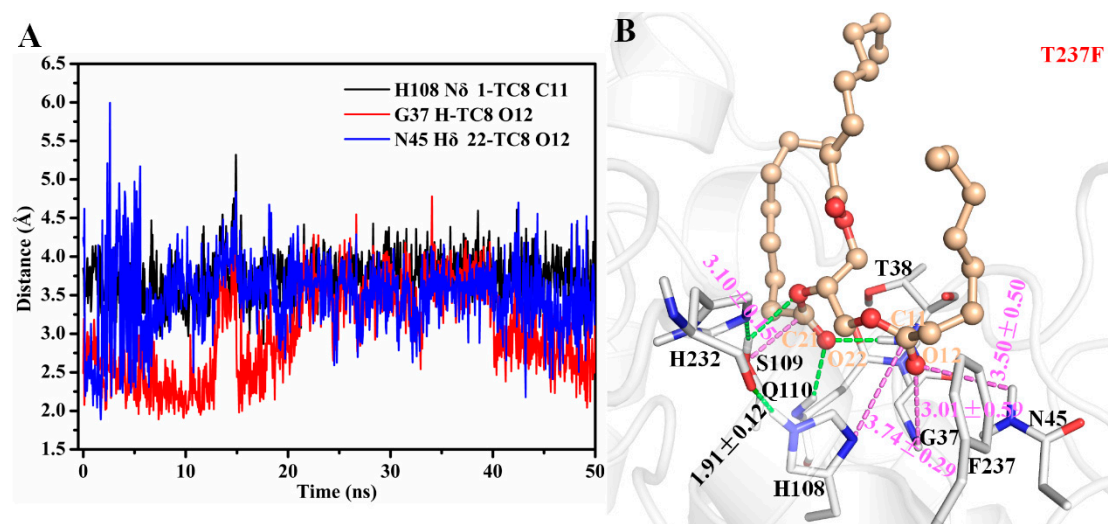 A
6.5
6.0
5.5
5.0
4.5
4.0
3.5
3.0
2.5
2.0
1.5
Distance (Å)
H108 Nδ 1-TC8 C11
G37 H-TC8 O12
N45 Hδ 22-TC8 O12
0
10
20
30
40
50
Time (ns)
B
T237F
T38
C11
C21
O22
O12
3.50±0.50
H232
S109
Q110
3.01±0.59
N45
1.91±0.12
3.74±0.29
G37
F237
H108